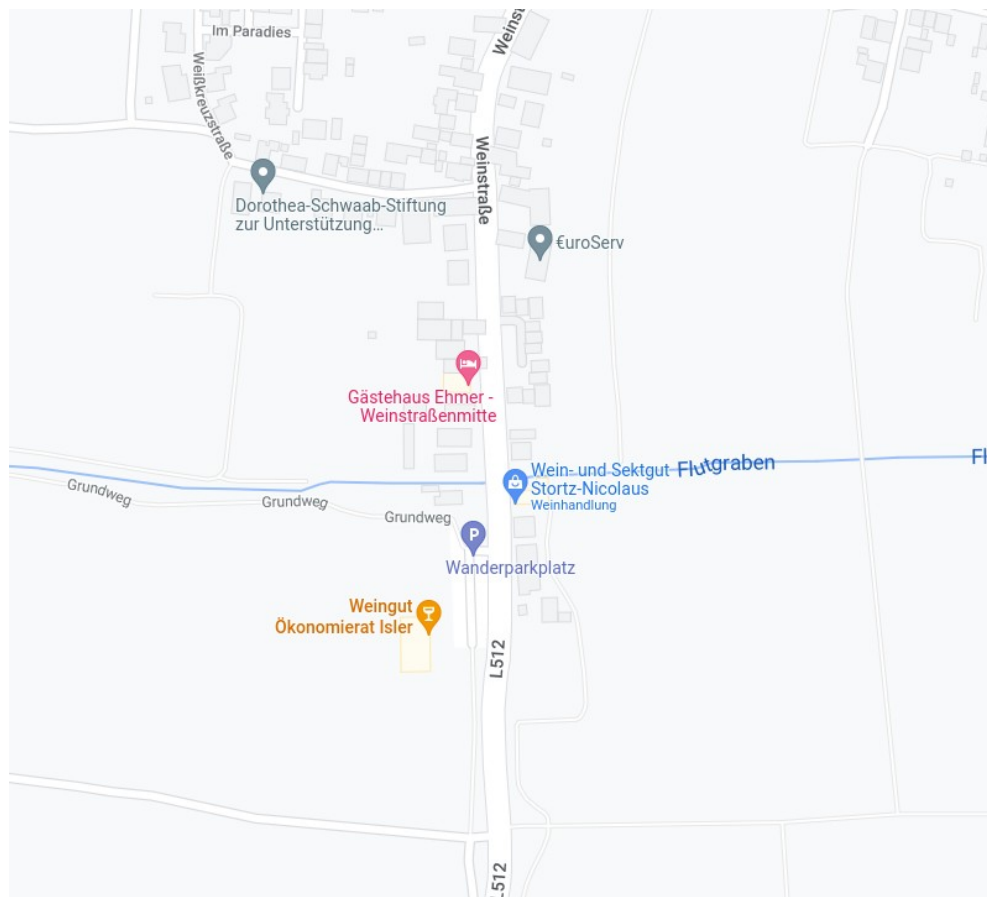 Im Paradies
Weinst
Weißkreuzstraße
Weinstraße
Dorothea-Schwaab-Stiftung
zur Unterstützung...
€uroServ
Gästehaus Ehmer -
Weinstraßenmitte
Wein- und Sektgut
Stortz-Nicolaus
Weinhandlung
Flutgraben
Fl
Grundweg
Grundweg
Grundweg
P
Wanderparkplatz
Weingut
Ökonomierat Isler
L512
L512